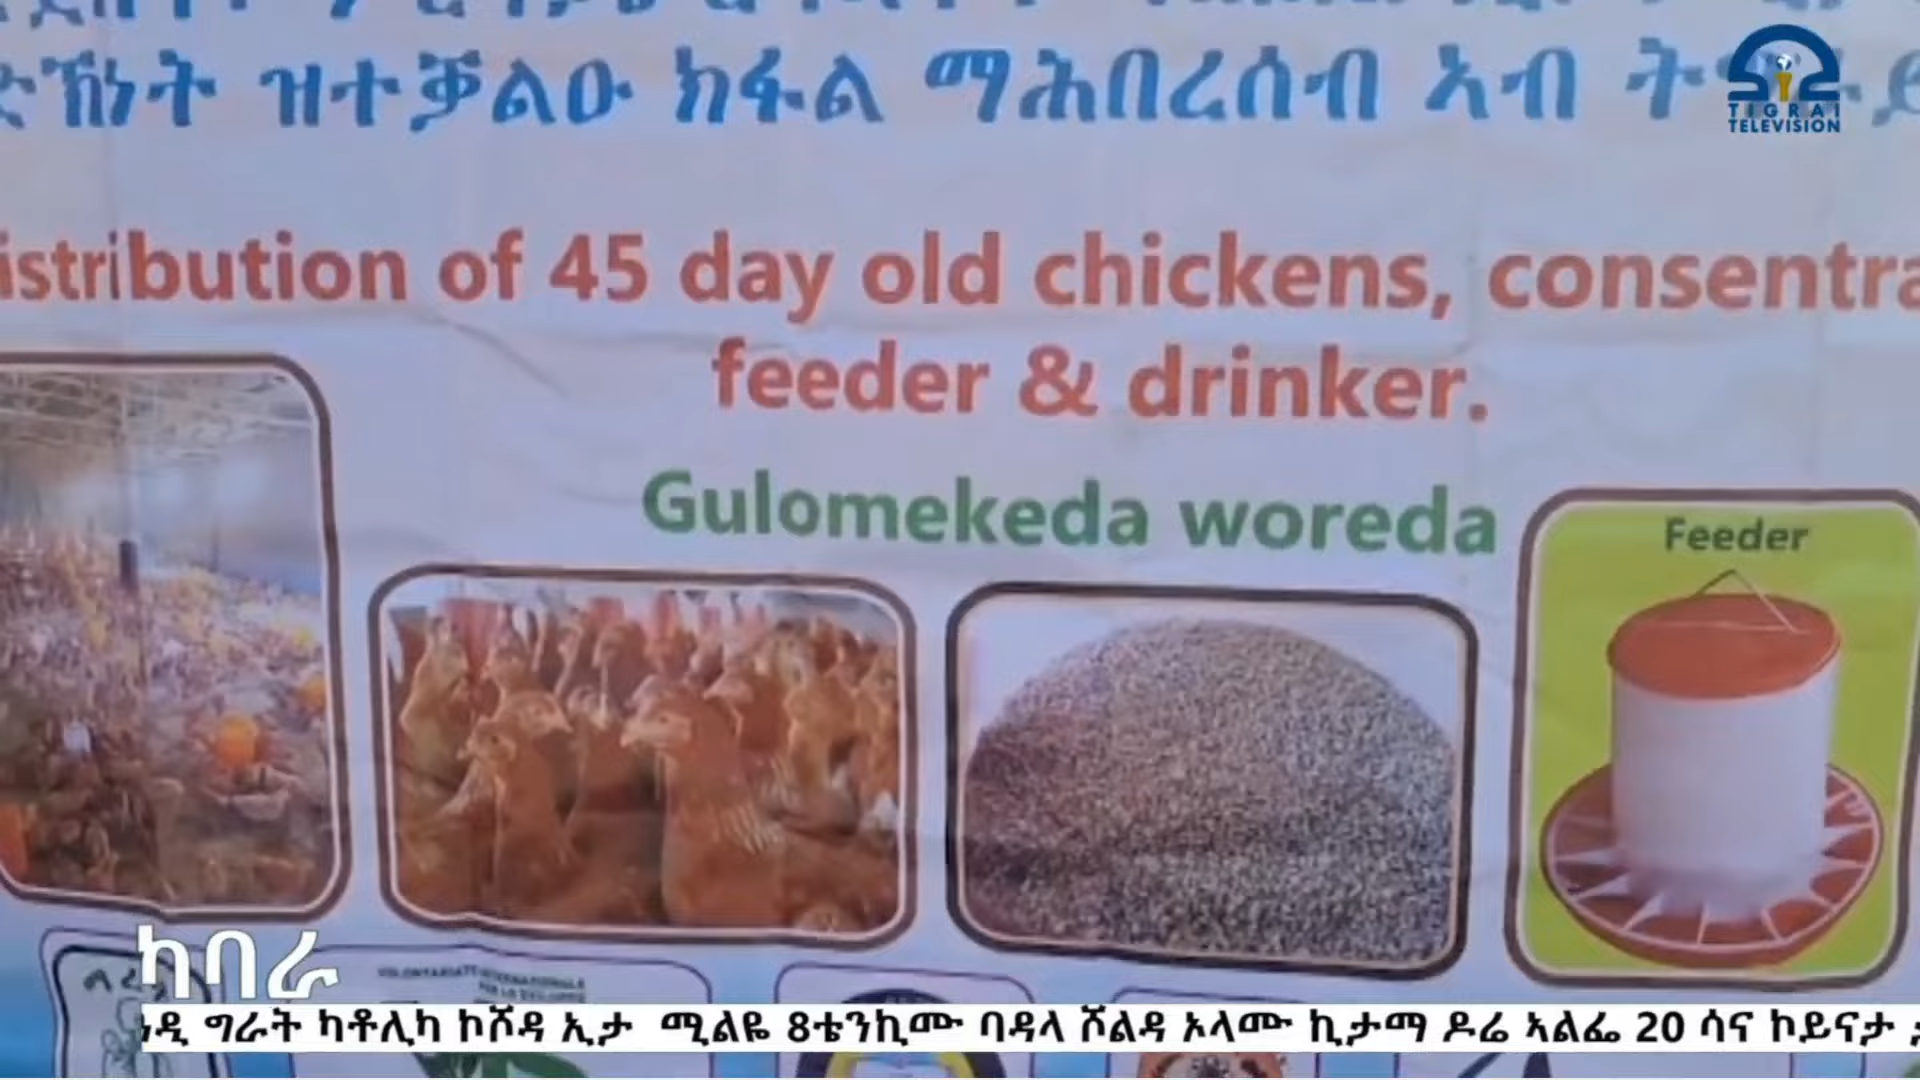 ዝተቓልዑ ክፋል ማሕበረሰብ ኣብ
TIGRAI
TELEVISION
istribution of 45 day old chickens, consentra
feeder & drinker.
Gulomekeda woreda
Feeder
ካበራ
ነዲ ግራት ካቶሊካ ኮሾዳ ኢታ ሚልዬ 8ቴንኪሙ ባዳላ ሾልዳ ኦላሙ ኪታማ ዶሬ ኣልፌ 20 ሳና ኮይናታ